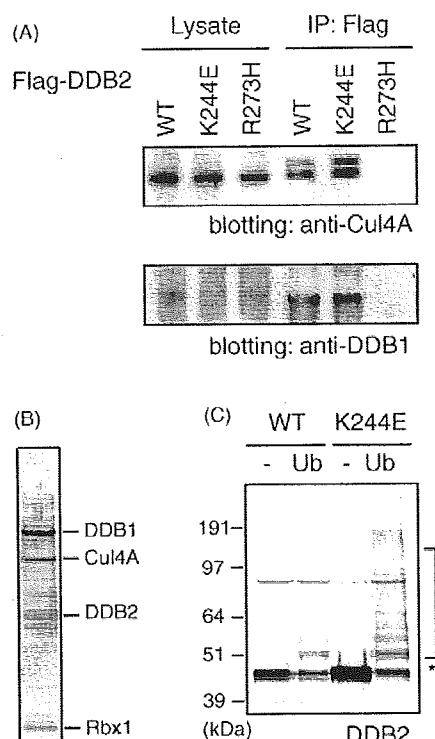 (A)
Lysate IP: Flag
Flag-DDB2
WT K244E R273H WT K244E R273H
blotting: anti-Cul4A
blotting: anti-DDB1
(B)
DDB1
Cul4A
DDB2
Rbx1
(C)
WT K244E
- Ub - Ub
191
97
64
51
*
39
(kDa)
DDB2